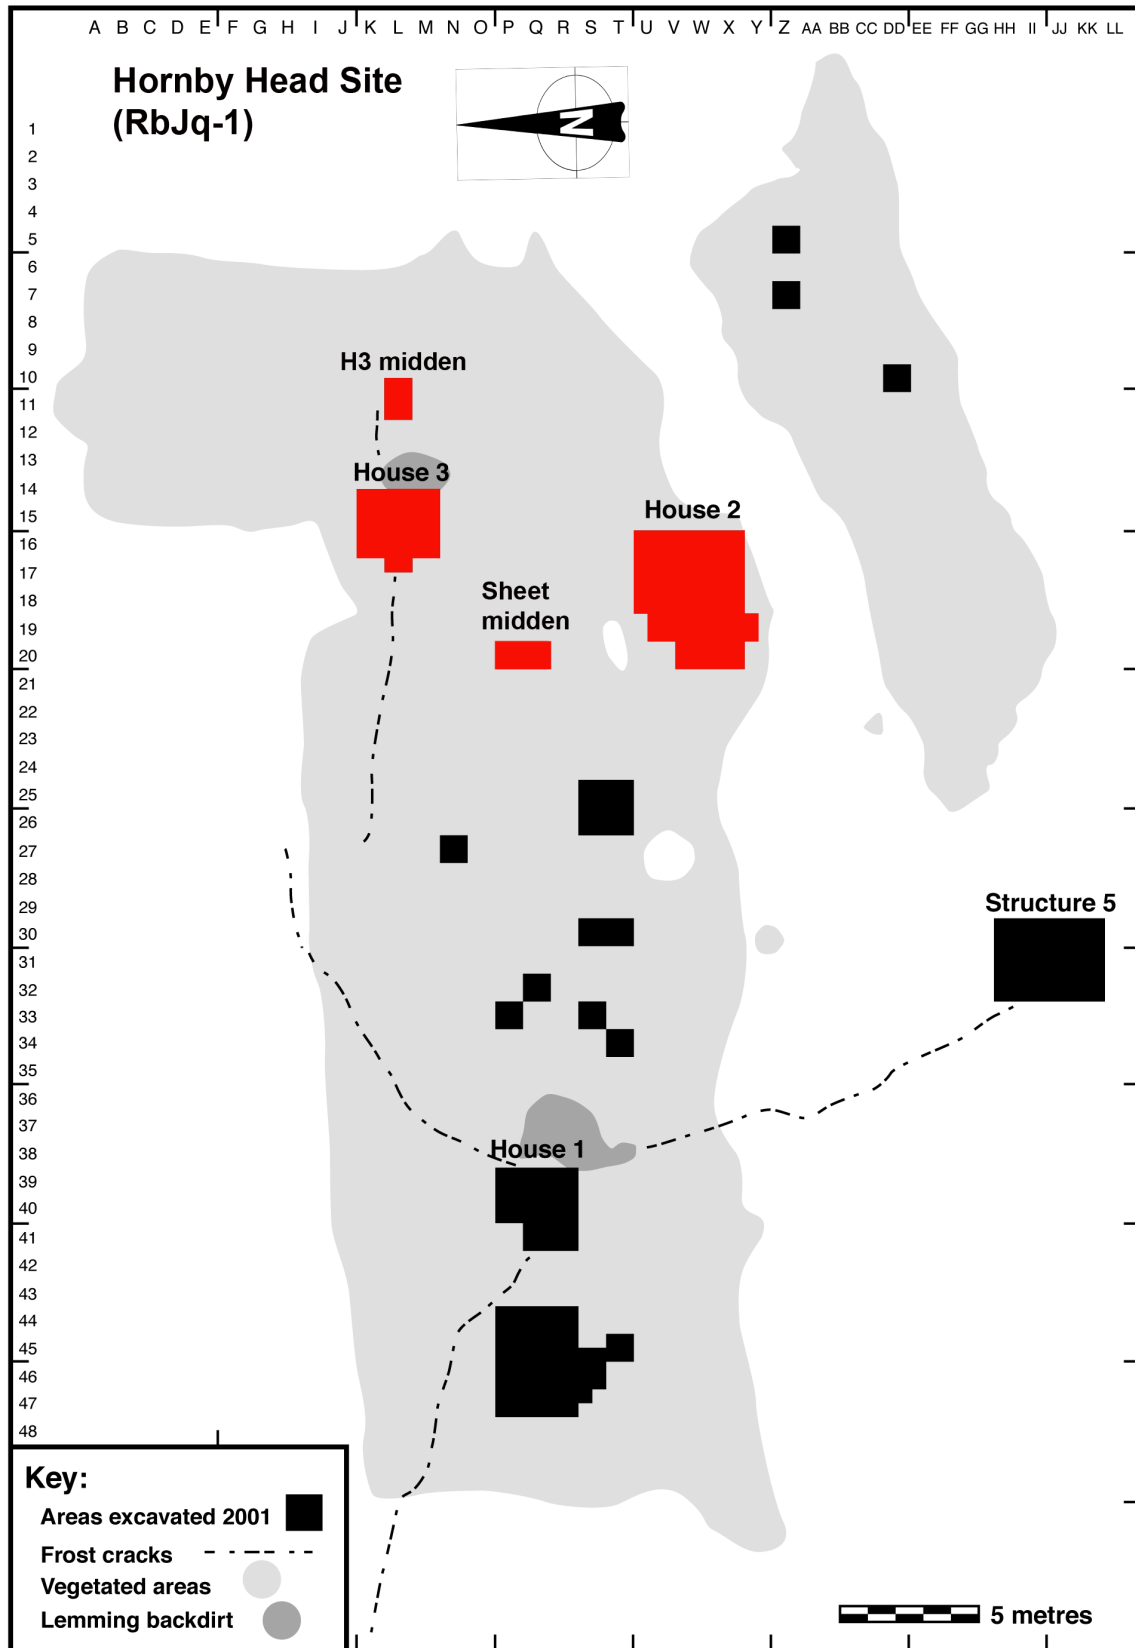 A B C D E F G H I J K L M N O P Q R S T U V W X Y Z AA BB CC DD EE FF GG HH II JJ KK LL
Hornby Head Site
(RbJq-1)
N
1
2
3
4
5
6
7
8
9
10
11
12
13
14
15
16
17
18
19
20
21
22
23
24
25
26
27
28
29
30
31
32
33
34
35
36
37
38
39
40
41
42
43
44
45
46
47
48
H3 midden
House 3
House 2
Sheet
midden
Structure 5
House 1
Key:
Areas excavated 2001
Frost cracks
Vegetated areas
Lemming backdirt
5 metres